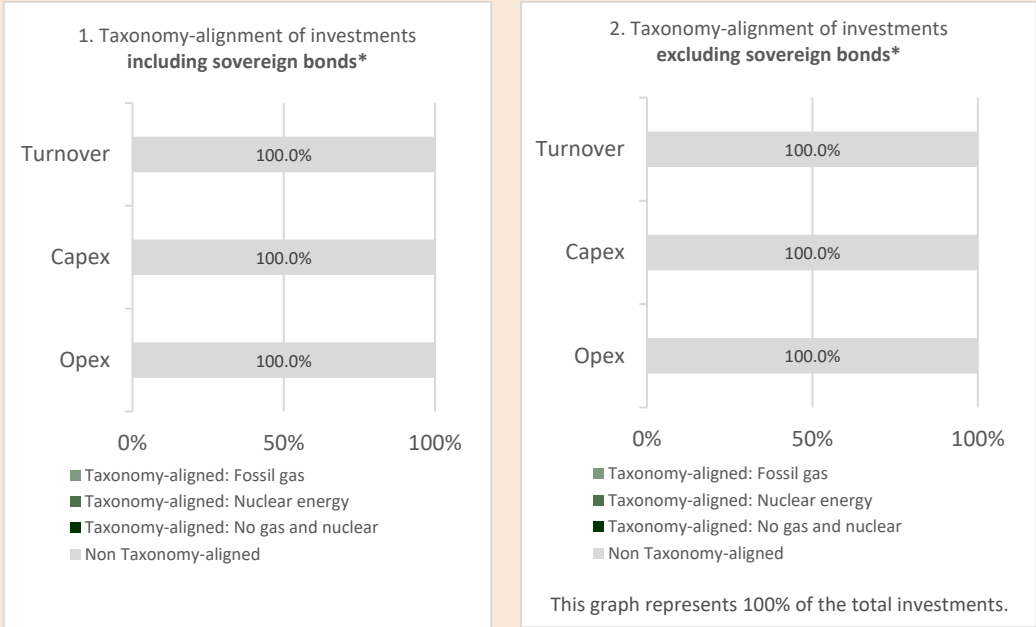 1. Taxonomy-alignment of investments
including sovereign bonds*
Turnover
100.0%
Capex
100.0%
Opex
100.0%
0% 50% 100%
Taxonomy-aligned: Fossil gas
Taxonomy-aligned: Nuclear energy
Taxonomy-aligned: No gas and nuclear
Non Taxonomy-aligned
2. Taxonomy-alignment of investments
excluding sovereign bonds*
Turnover
100.0%
Capex
100.0%
Opex
100.0%
0% 50% 100%
Taxonomy-aligned: Fossil gas
Taxonomy-aligned: Nuclear energy
Taxonomy-aligned: No gas and nuclear
Non Taxonomy-aligned
This graph represents 100% of the total investments.